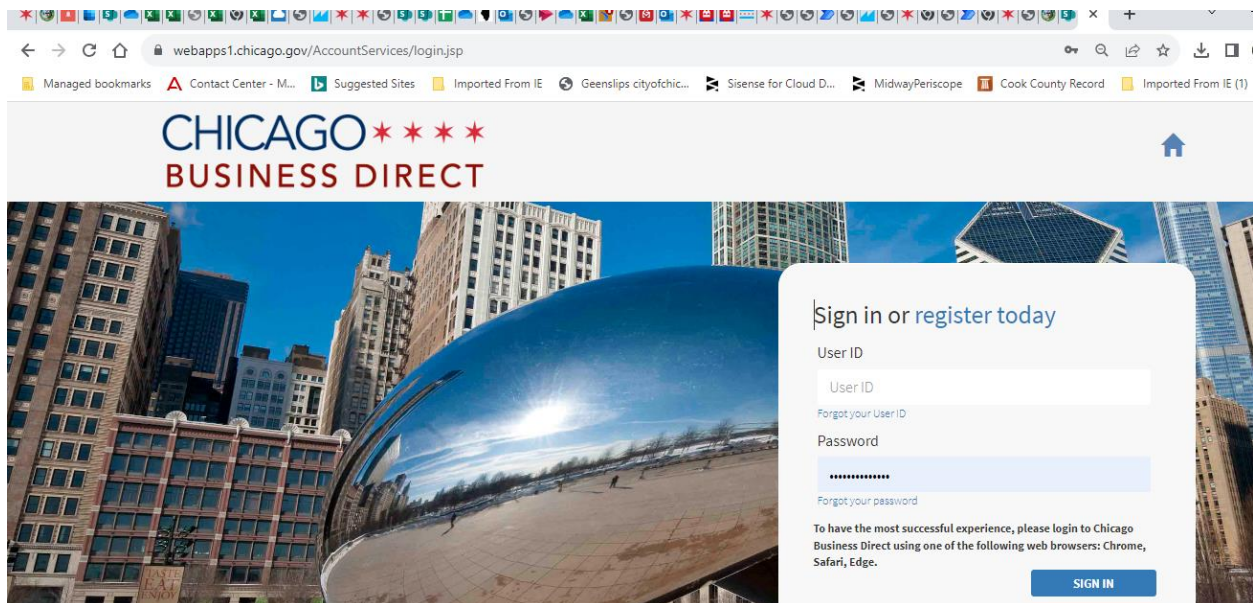 webapps1.chicago.gov/AccountServices/login.jsp
Managed bookmarks Contact Center - M... Suggested Sites Imported From IE Geenslips cityofchic... Sisense for Cloud D... MidwayPeriscope Cook County Record Imported From IE (1)
CHICAGO
BUSINESS DIRECT
Sign in or register today
User ID
User ID
Forgot your User ID
Password
Forgot your password
To have the most successful experience, please login to Chicago
Business Direct using one of the following web browsers: Chrome,
Safari, Edge.
SIGN IN
TASTE
EAT
ENJOY